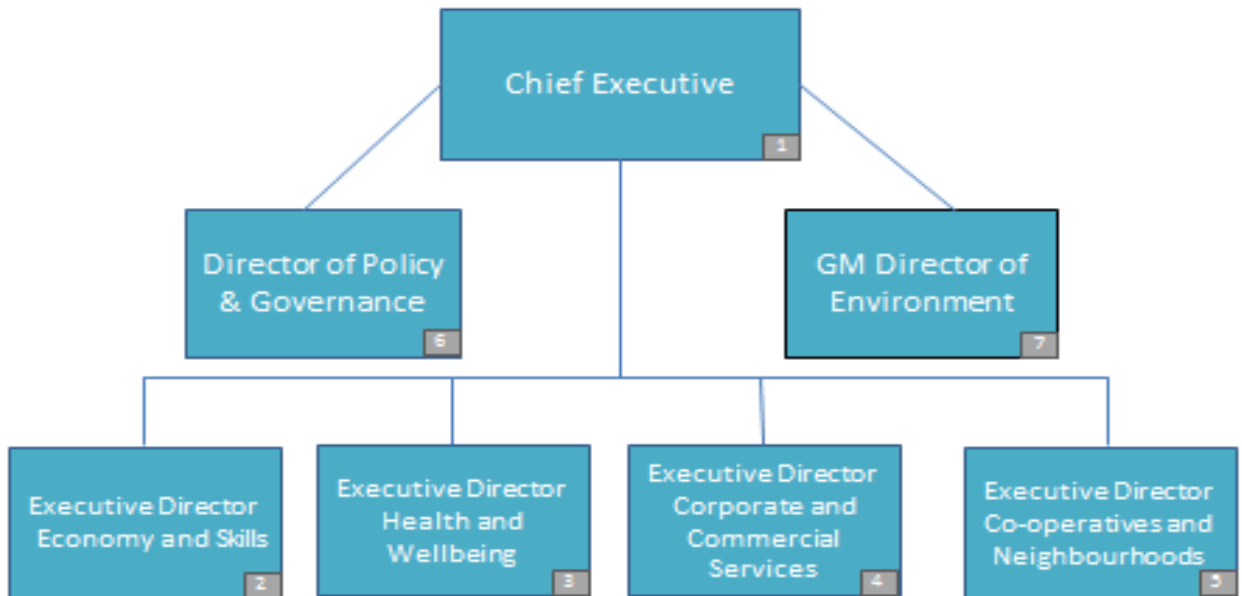 Chief Executive
1
Director of Policy
& Governance
6
GM Director of
Environment
7
Executive Director
Economy and Skills
2
Executive Director
Health and
Wellbeing
3
Executive Director
Corporate and
Commercial
Services
4
Executive Director
Co-operatives and
Neighbourhoods
5